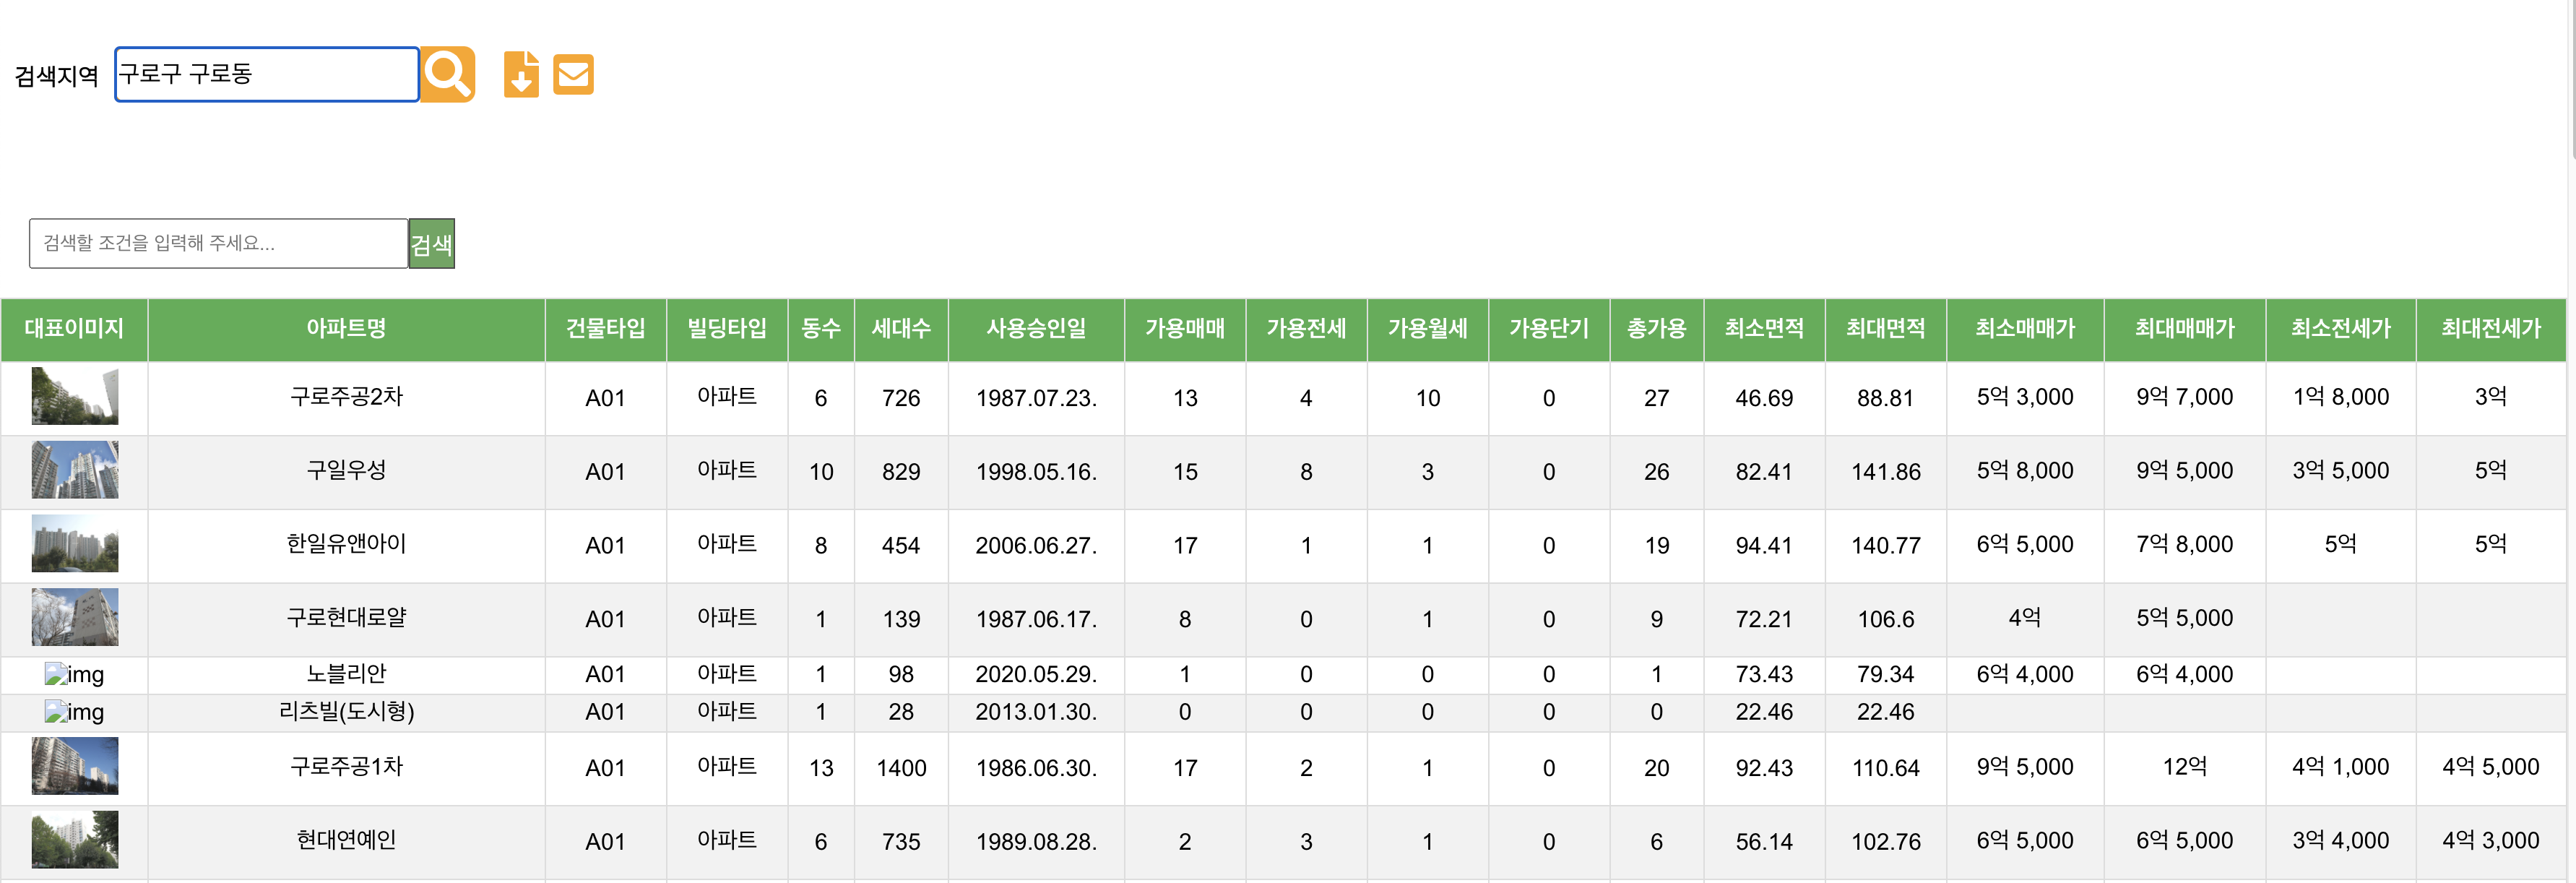 검색지역 구로구 구로동
검색할 조건을 입력해 주세요... 검색
대표이미지 아파트명 건물타입 빌딩타입 동수 세대수 사용승인일 가용매매 가용전세 가용월세 가용단기 총가용 최소면적 최대면적 최소매매가 최대매매가 최소전세가 최대전세가
구로주공2차 A01 아파트 6 726 1987.07.23. 13 4 10 0 27 46.69 88.81 5억 3,000 9억 7,000 1억 8,000 3억
구일우성 A01 아파트 10 829 1998.05.16. 15 8 3 0 26 82.41 141.86 5억 8,000 9억 5,000 3억 5,000 5억
한일유앤아이 A01 아파트 8 454 2006.06.27. 17 1 1 0 19 94.41 140.77 6억 5,000 7억 8,000 5억 5억
구로현대로얄 A01 아파트 1 139 1987.06.17. 8 0 1 0 9 72.21 106.6 4억 5억 5,000
img 노블리안 A01 아파트 1 98 2020.05.29. 1 0 0 0 1 73.43 79.34 6억 4,000 6억 4,000
img 리츠빌(도시형) A01 아파트 1 28 2013.01.30. 0 0 0 0 0 22.46 22.46
구로주공1차 A01 아파트 13 1400 1986.06.30. 17 2 1 0 20 92.43 110.64 9억 5,000 12억 4억 1,000 4억 5,000
현대연예인 A01 아파트 6 735 1989.08.28. 2 3 1 0 6 56.14 102.76 6억 5,000 6억 5,000 3억 4,000 4억 3,000